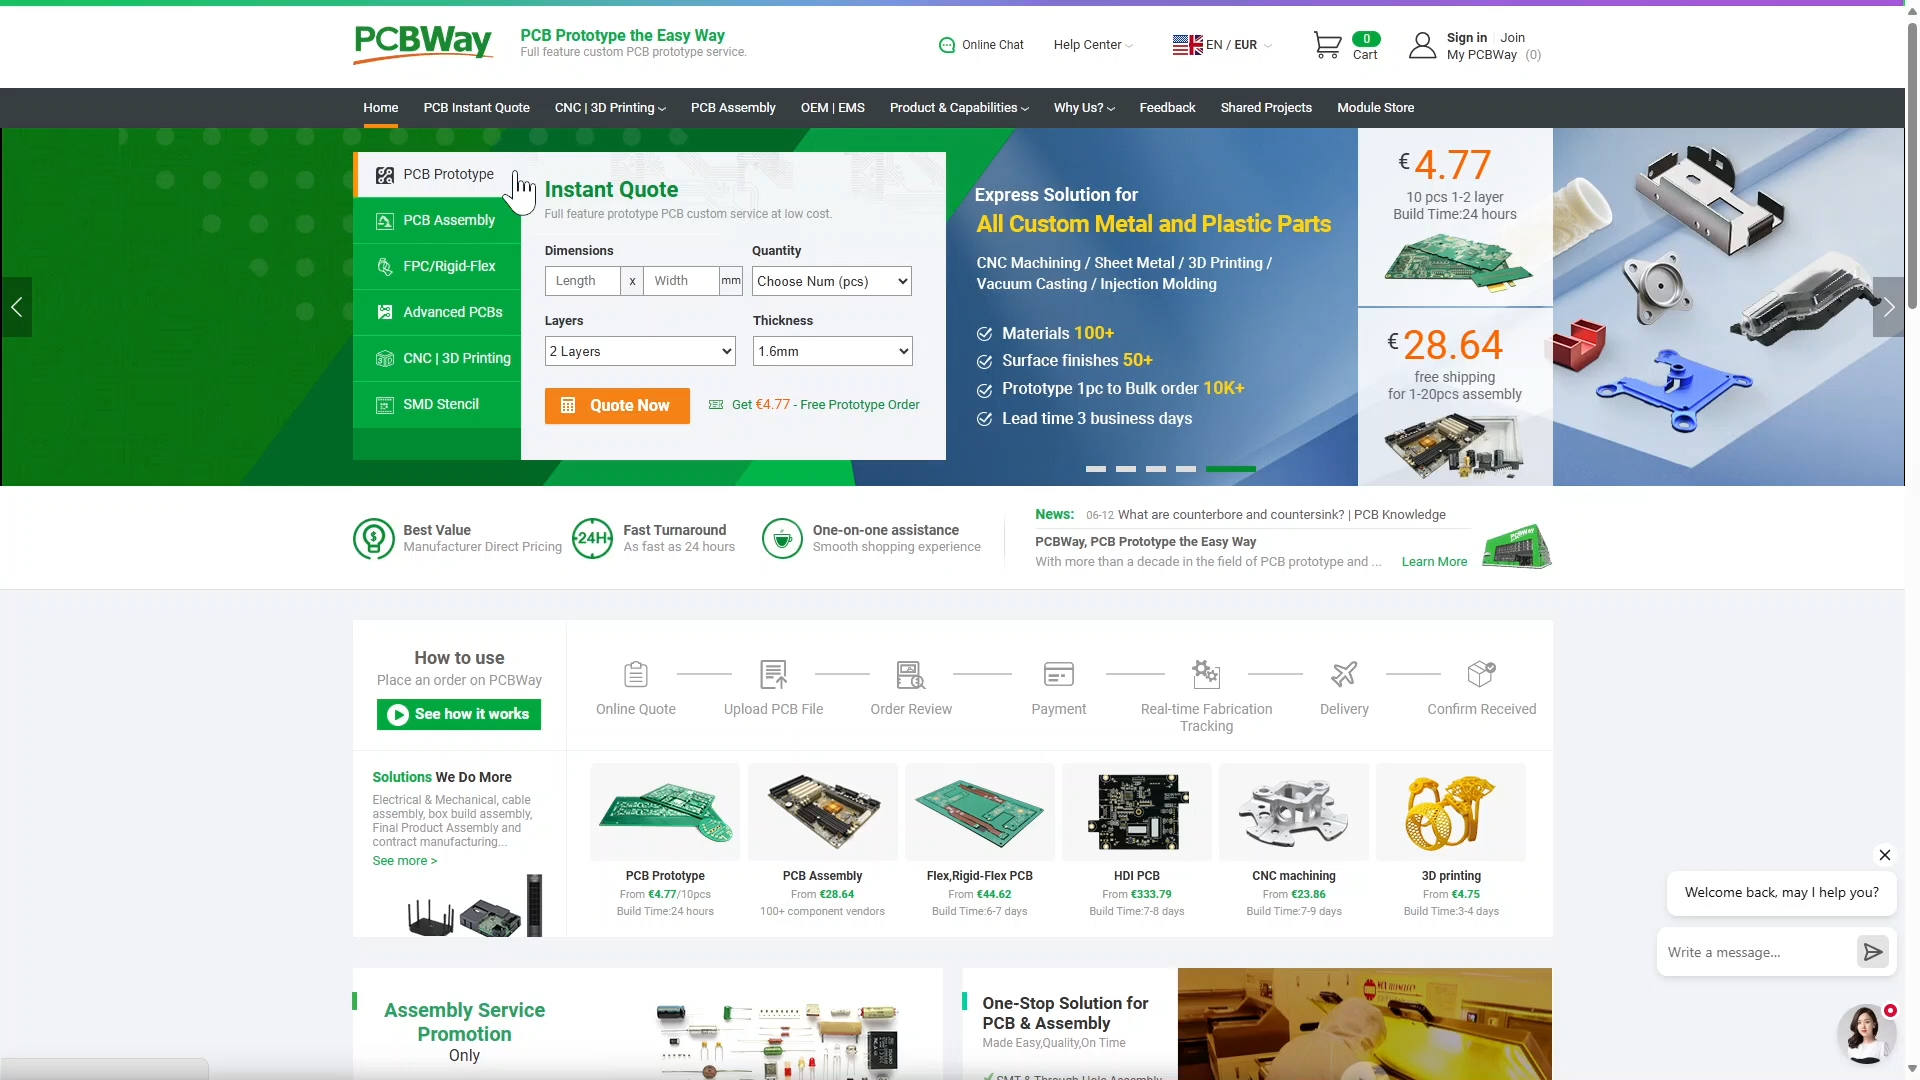 PCBWay
PCB Prototype the Easy Way
Full feature custom PCB prototype service.
Online Chat
Help Center
EN / EUR
0
Cart
Sign in
Join
My PCBWay (0)
Home
PCB Instant Quote
CNC | 3D Printing
PCB Assembly
OEM | EMS
Product & Capabilities
Why Us?
Feedback
Shared Projects
Module Store
PCB Prototype
PCB Assembly
FPC/Rigid-Flex
Advanced PCBs
CNC | 3D Printing
SMD Stencil
Instant Quote
Full feature prototype PCB custom service at low cost.
Dimensions
Quantity
Length
x
Width
mm
Choose Num (pcs)
Layers
Thickness
2 Layers
1.6mm
Quote Now
Get €4.77 - Free Prototype Order
Express Solution for
All Custom Metal and Plastic Parts
CNC Machining / Sheet Metal / 3D Printing /
Vacuum Casting / Injection Molding
Materials 100+
Surface finishes 50+
Prototype 1pc to Bulk order 10K+
Lead time 3 business days
€ 4.77
10 pcs 1-2 layer
Build Time:24 hours
€ 28.64
free shipping
for 1-20pcs assembly
Best Value
Manufacturer Direct Pricing
24H
Fast Turnaround
As fast as 24 hours
One-on-one assistance
Smooth shopping experience
News: 06-12 What are counterbore and countersink? | PCB Knowledge
PCBWay, PCB Prototype the Easy Way
With more than a decade in the field of PCB prototype and ...
Learn More
PCBWay
How to use
Place an order on PCBWay
See how it works
Online Quote
Upload PCB File
Order Review
Payment
Real-time Fabrication
Tracking
Delivery
Confirm Received
Solutions We Do More
Electrical & Mechanical, cable
assembly, box build assembly,
Final Product Assembly and
contract manufacturing...
See more >
PCB Prototype
From €4.77/10pcs
Build Time:24 hours
PCB Assembly
From €28.64
100+ component vendors
Flex,Rigid-Flex PCB
From €44.62
Build Time:6-7 days
HDI PCB
From €333.79
Build Time:7-8 days
CNC machining
From €23.86
Build Time:7-9 days
3D printing
From €4.75
Build Time:3-4 days
Welcome back, may I help you?
Write a message...
Assembly Service
Promotion
Only
One-Stop Solution for
PCB & Assembly
Made Easy,Quality,On Time
SMT & Through Hole Assembly